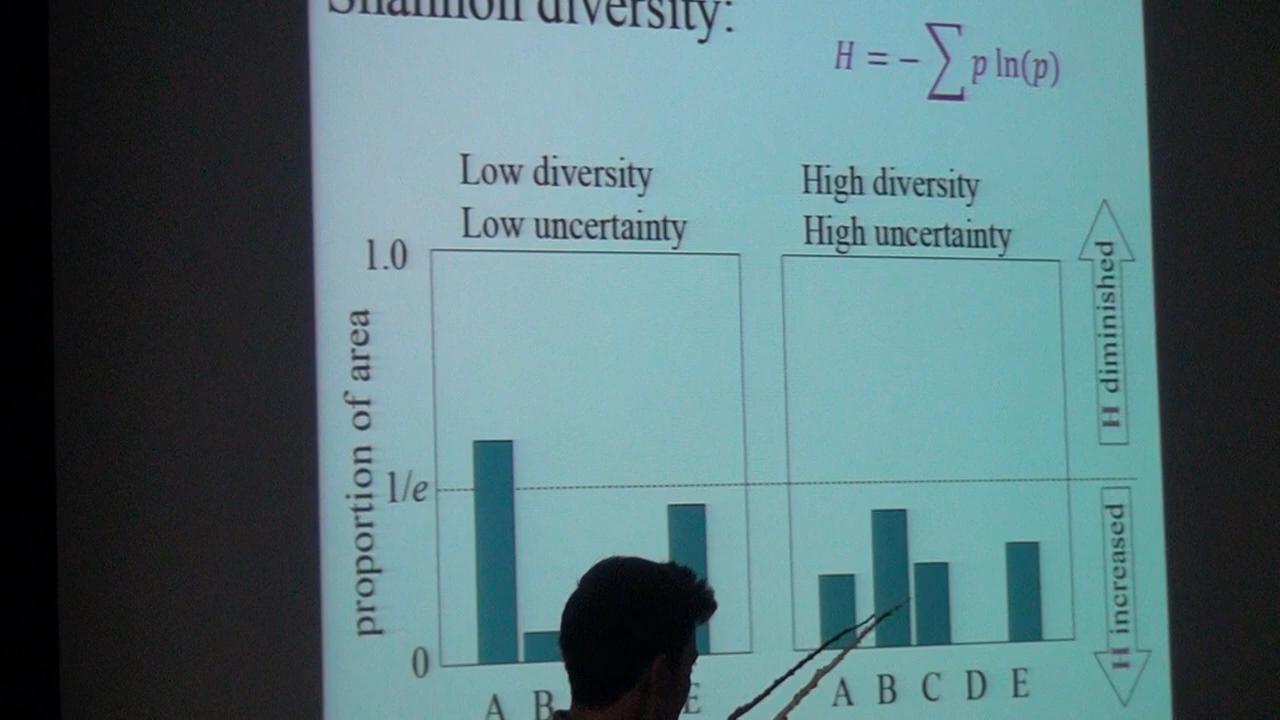 Shannon diversity:
H = - ∑ p ln(p)
Low diversity
Low uncertainty
High diversity
High uncertainty
1.0
1/e
0
proportion of area
A B E
A B C D E
H diminished
H increased